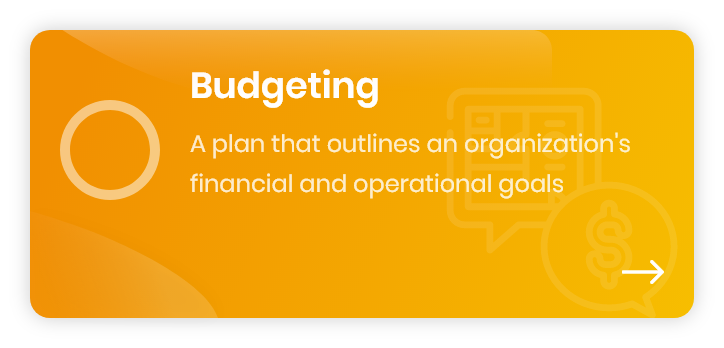 Budgeting
A plan that outlines an organization's
financial and operational goals